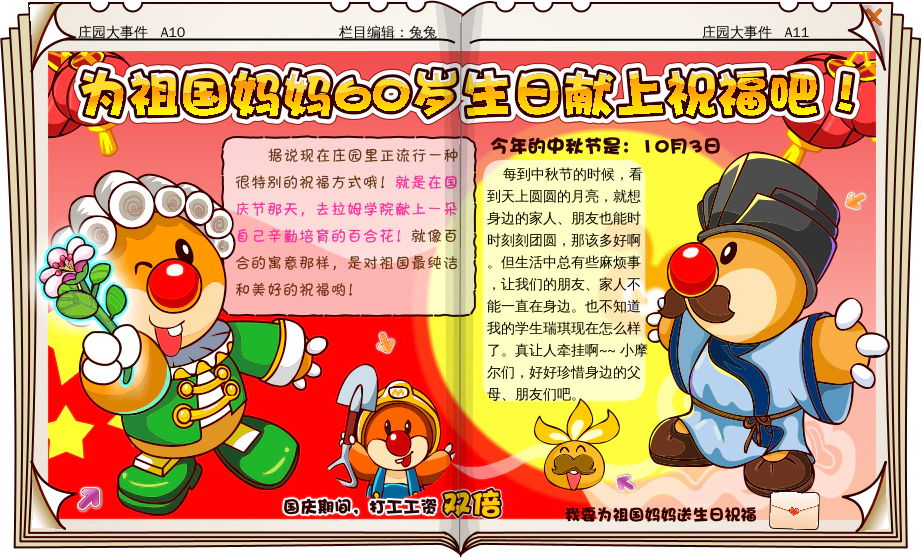 庄园大事件 A10
栏目编辑：兔兔
庄园大事件 A11
为祖国妈妈60岁生日献上祝福吧！
据说现在庄园里正流行一种
很特别的祝福方式哦！就是在国
庆节那天，去拉姆学院献上一朵
自己辛勤培育的百合花！就像百
合的寓意那样，是对祖国最纯洁
和美好的祝福哟！
国庆期间，打工工资 双倍
今年的中秋节是：10月3日
每到中秋节的时候，看
到天上圆圆的月亮，就想
身边的家人、朋友也能时
时刻刻团圆，那该多好啊
。但生活中总有些麻烦事
，让我们的朋友、家人不
能一直在身边。也不知道
我的学生瑞琪现在怎么样
了。真让人牵挂啊~~ 小摩
尔们，好好珍惜身边的父
母、朋友们吧。
我要为祖国妈妈送生日祝福